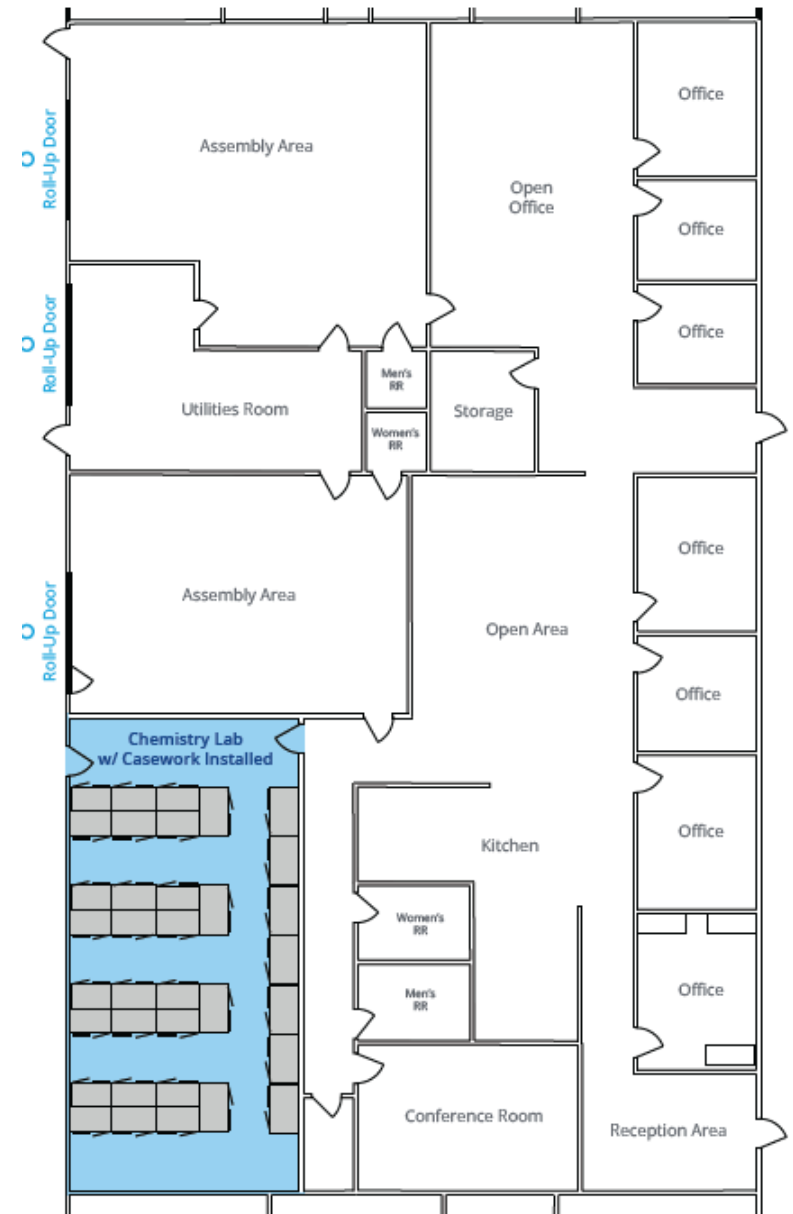 Office
Roll-Up Door
Assembly Area
Open
Office
Office
Roll-Up Door
Office
Men's
RR
Utilities Room
Storage
Women's
RR
Office
Roll-Up Door
Assembly Area
Open Area
Office
Chemistry Lab
w/ Casework Installed
Office
Kitchen
Women's
RR
Office
Men's
RR
Conference Room
Reception Area